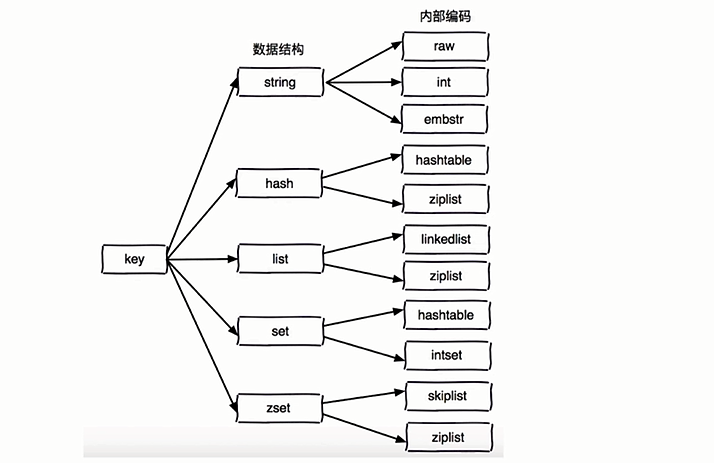 内部编码
数据结构
raw
string
int
embstr
hashtable
hash
ziplist
linkedlist
key
list
ziplist
hashtable
set
intset
skiplist
zset
ziplist